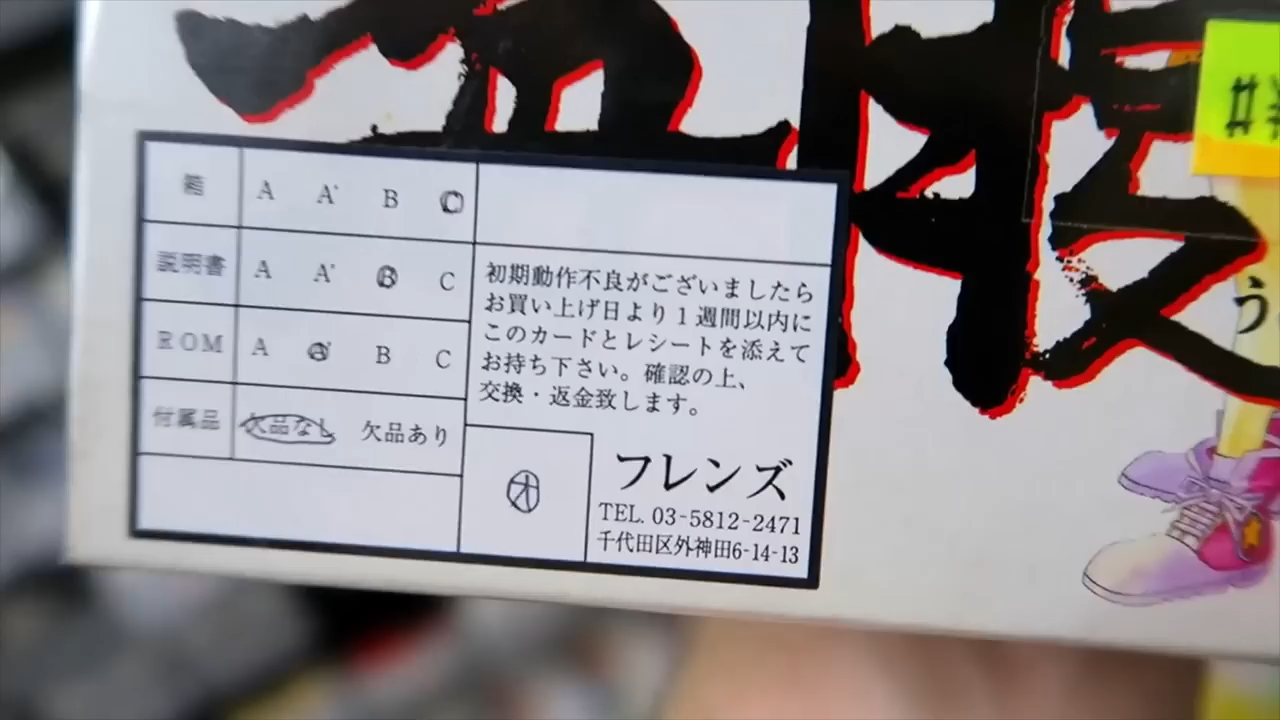 箱 A A' B C
説明書 A A' B C
ROM A A' B C
付属品 欠品なし 欠品あり
初期動作不良がございましたら
お買い上げ日より1週間以内に
このカードとレシートを添えて
お持ち下さい。確認の上、
交換・返金致します。
オ
フレンズ
TEL. 03-5812-2471
千代田区外神田6-14-13
う